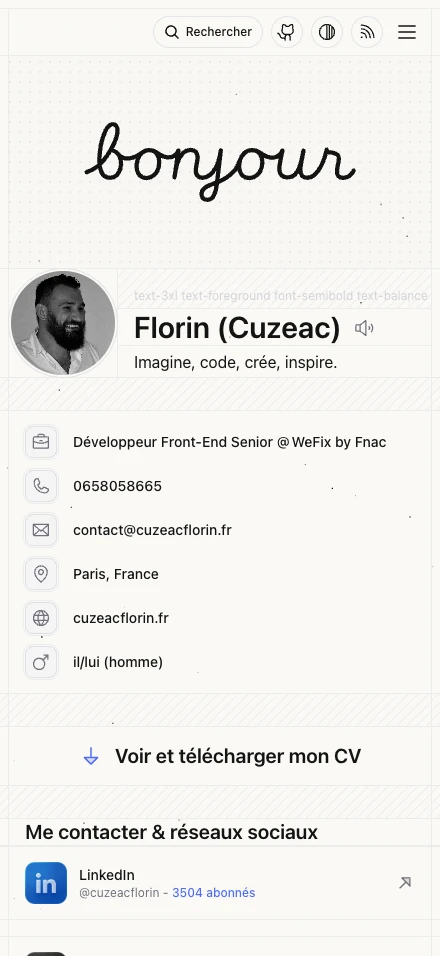 Rechercher
bonjour
text-3xl text-foreground font-semibold text-balance
Florin (Cuzeac)
Imagine, code, crée, inspire.
Développeur Front-End Senior @WeFix by Fnac
0658058665
contact@cuzeacflorin.fr
Paris, France
cuzeacflorin.fr
il/lui (homme)
Voir et télécharger mon CV
Me contacter & réseaux sociaux
in
LinkedIn
@cuzeacflorin - 3504 abonnés